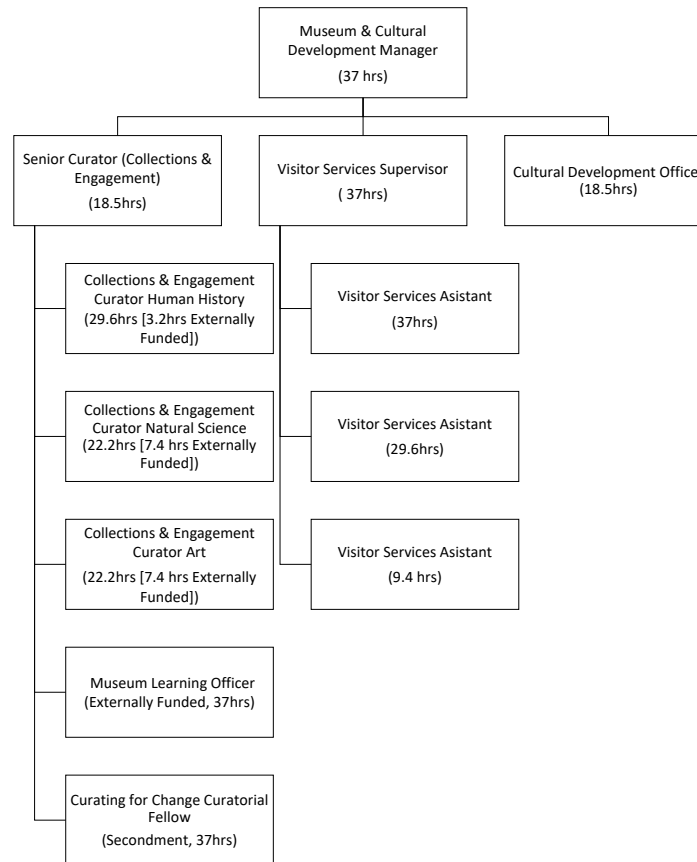 Museum & Cultural
Development Manager
(37 hrs)
Senior Curator (Collections &
Engagement)
(18.5hrs)
Visitor Services Supervisor
( 37hrs)
Cultural Development Office
(18.5hrs)
Collections & Engagement
Curator Human History
(29.6hrs [3.2hrs Externally
Funded])
Visitor Services Asistant
(37hrs)
Collections & Engagement
Curator Natural Science
(22.2hrs [7.4 hrs Externally
Funded])
Visitor Services Asistant
(29.6hrs)
Collections & Engagement
Curator Art
(22.2hrs [7.4 hrs Externally
Funded])
Visitor Services Asistant
(9.4 hrs)
Museum Learning Officer
(Externally Funded, 37hrs)
Curating for Change Curatorial
Fellow
(Secondment, 37hrs)